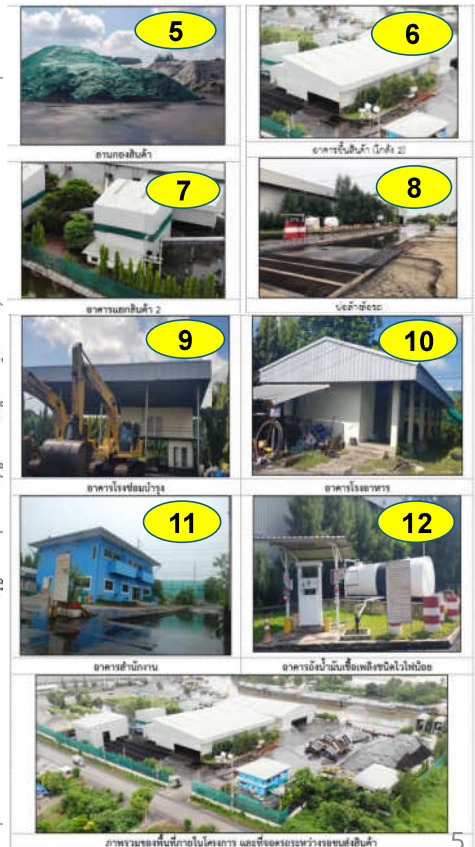 5
6
ลานกองสินค้า
อาคารขึ้นสินค้า (โกดัง 2)
7
8
อาคารแยกสินค้า 2
บ่อล้างล้อรถ
9
10
อาคารโรงซ่อมบำรุง
อาคารโรงอาหาร
11
12
อาคารสำนักงาน
อาคารถังน้ำมันเชื้อเพลิงชนิดไวไฟน้อย
ภาพรวมของพื้นที่ภายในโครงการ และที่จอดรถระหว่างรอขนส่งสินค้า
5